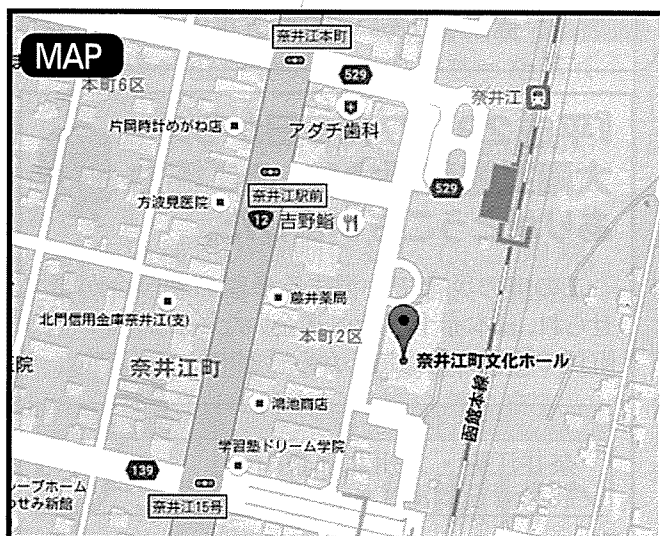 MAP
奈井江本町
本町6区
529
奈井江
片岡時計めがね店
アダチ歯科
奈井江駅前
529
方波見医院
12
吉野鮨
藤井薬局
北門信用金庫奈井江(支)
本町2区
奈井江町
奈井江町文化ホール
函館本線
医院
鴻池商店
学習塾ドリーム学院
139
ループホーム
つせみ新館
奈井江15号